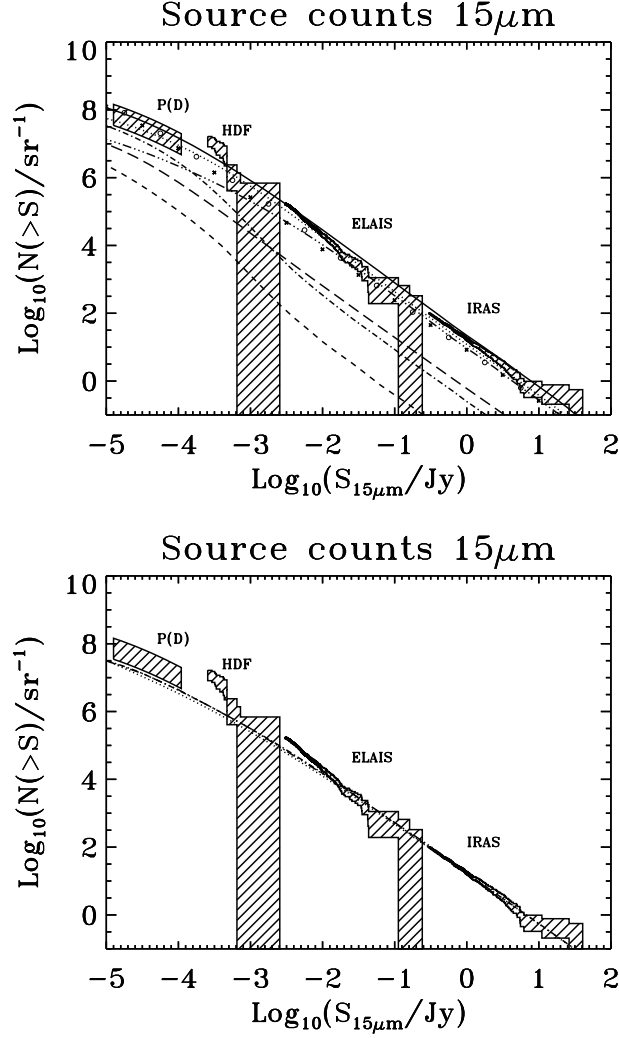 Source counts 15μm
Log₁₀(N(>S)/sr⁻¹)
10
8
6
4
2
0
P(D)
HDF
ELAIS
IRAS
−5 −4 −3 −2 −1 0 1 2
Log₁₀(S₁₅μm/Jy)
Source counts 15μm
Log₁₀(N(>S)/sr⁻¹)
10
8
6
4
2
0
P(D)
HDF
ELAIS
IRAS
−5 −4 −3 −2 −1 0 1 2
Log₁₀(S₁₅μm/Jy)